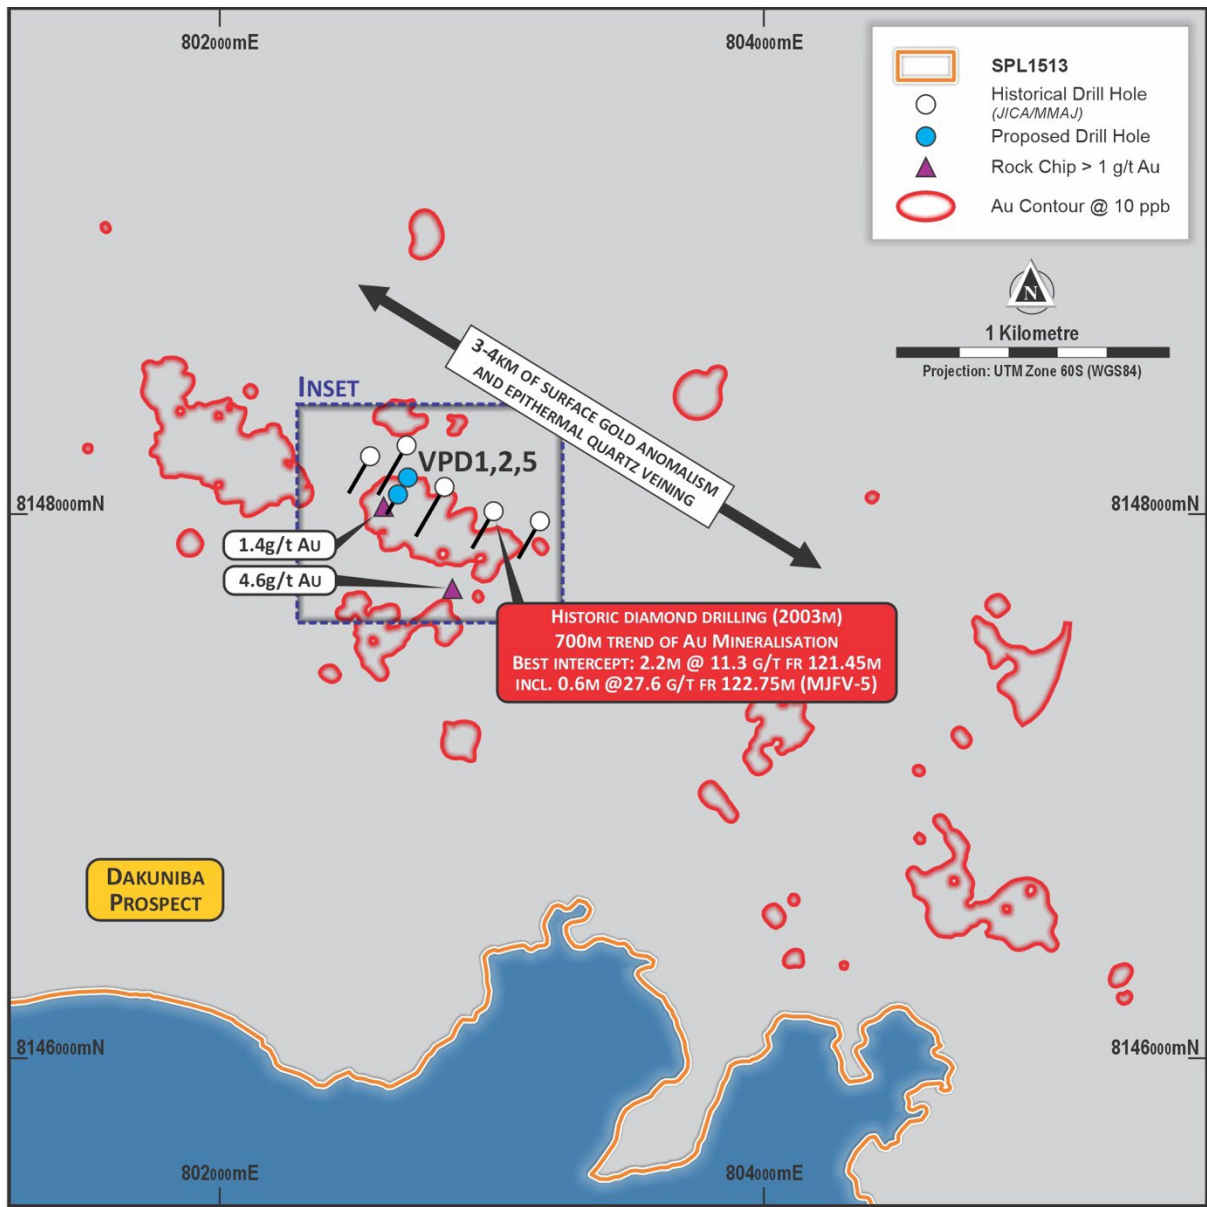 802000mE
804000mE
SPL1513
Historical Drill Hole
(JICA/MMAJ)
Proposed Drill Hole
Rock Chip > 1 g/t Au
Au Contour @ 10 ppb
N
1 Kilometre
Projection: UTM Zone 60S (WGS84)
3-4KM OF SURFACE GOLD ANOMALISM
AND EPITHERMAL QUARTZ VEINING
INSET
VPD1,2,5
8148000mN
8148000mN
1.4G/T AU
4.6G/T AU
HISTORIC DIAMOND DRILLING (2003M)
700M TREND OF AU MINERALISATION
BEST INTERCEPT: 2.2M @ 11.3 G/T FR 121.45M
INCL. 0.6M @27.6 G/T FR 122.75M (MJFV-5)
DAKUNIBA
PROSPECT
8146000mN
8146000mN
802000mE
804000mE